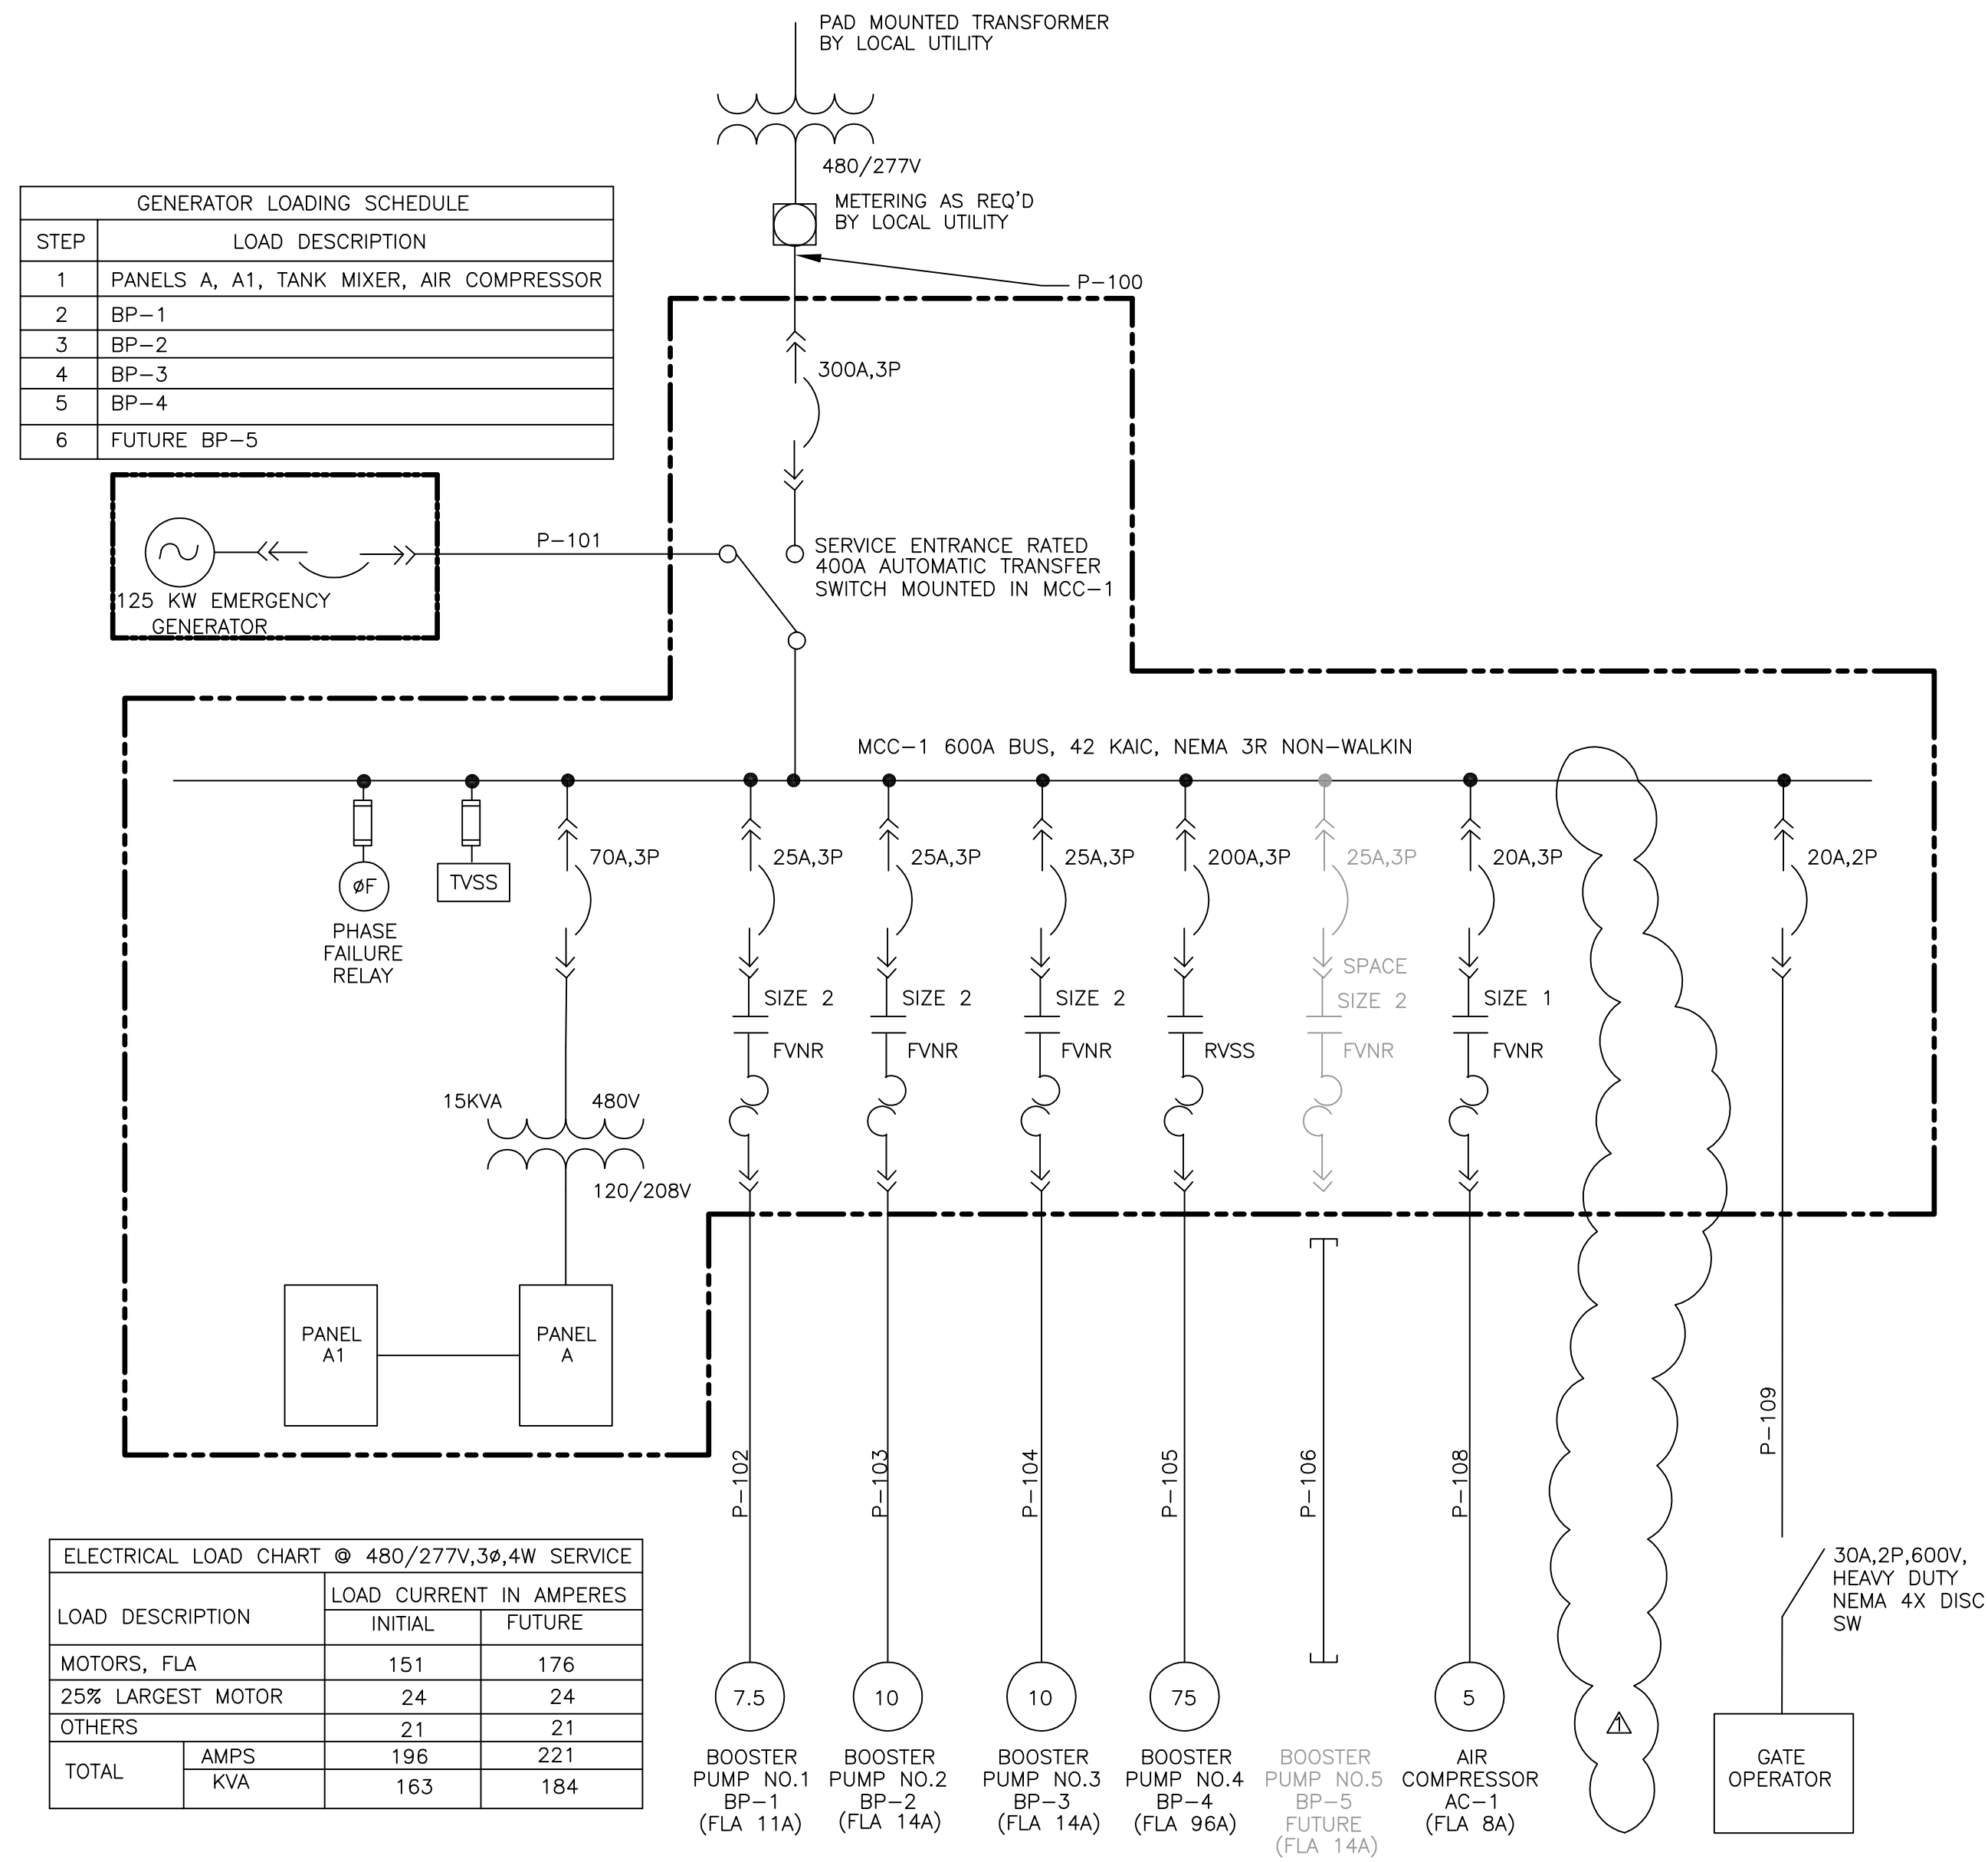 PAD MOUNTED TRANSFORMER
BY LOCAL UTILITY
480/277V
METERING AS REQ'D
BY LOCAL UTILITY
P-100
GENERATOR LOADING SCHEDULE
STEP LOAD DESCRIPTION
1 PANELS A, A1, TANK MIXER, AIR COMPRESSOR
2 BP-1
3 BP-2
4 BP-3
5 BP-4
6 FUTURE BP-5
300A,3P
P-101
125 KW EMERGENCY
GENERATOR
SERVICE ENTRANCE RATED
400A AUTOMATIC TRANSFER
SWITCH MOUNTED IN MCC-1
MCC-1 600A BUS, 42 KAIC, NEMA 3R NON-WALKIN
øF
PHASE
FAILURE
RELAY
TVSS
70A,3P
25A,3P
25A,3P
25A,3P
200A,3P
25A,3P
20A,3P
20A,2P
SPACE
SIZE 2
SIZE 2
SIZE 2
SIZE 2
SIZE 1
FVNR
FVNR
FVNR
RVSS
FVNR
FVNR
15KVA
480V
120/208V
PANEL
A1
PANEL
A
P-102
P-103
P-104
P-105
P-106
P-108
P-109
ELECTRICAL LOAD CHART @ 480/277V,3ø,4W SERVICE
LOAD DESCRIPTION
LOAD CURRENT IN AMPERES
INITIAL FUTURE
MOTORS, FLA 151 176
25% LARGEST MOTOR 24 24
OTHERS 21 21
TOTAL
AMPS 196 221
KVA 163 184
30A,2P,600V,
HEAVY DUTY
NEMA 4X DISC
SW
7.5
BOOSTER
PUMP NO.1
BP-1
(FLA 11A)
10
BOOSTER
PUMP NO.2
BP-2
(FLA 14A)
10
BOOSTER
PUMP NO.3
BP-3
(FLA 14A)
75
BOOSTER
PUMP NO.4
BP-4
(FLA 96A)
BOOSTER
PUMP NO.5
BP-5
FUTURE
(FLA 14A)
5
AIR
COMPRESSOR
AC-1
(FLA 8A)
1
GATE
OPERATOR